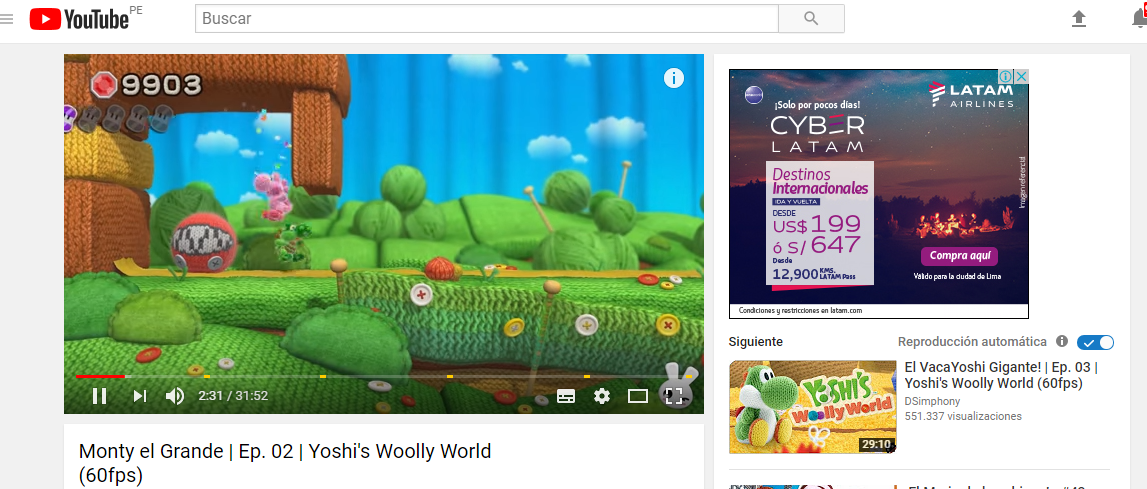 YouTube PE
Buscar
9903
2:31 / 31:52
Monty el Grande | Ep. 02 | Yoshi's Woolly World
(60fps)
LATAM
AIRLINES
¡Solo por pocos días!
CYBER
LATAM
Destinos
Internacionales
IDA Y VUELTA
DESDE
US$ 199
ó S/ 647
Desde
12,900 KMS. LATAM Pass
Imagen referencial
Compra aquí
Válido para la ciudad de Lima
Condiciones y restricciones en latam.com
Siguiente
Reproducción automática
YOSHI'S
Woolly World
29:10
El VacaYoshi Gigante! | Ep. 03 |
Yoshi's Woolly World (60fps)
DSimphony
551.337 visualizaciones